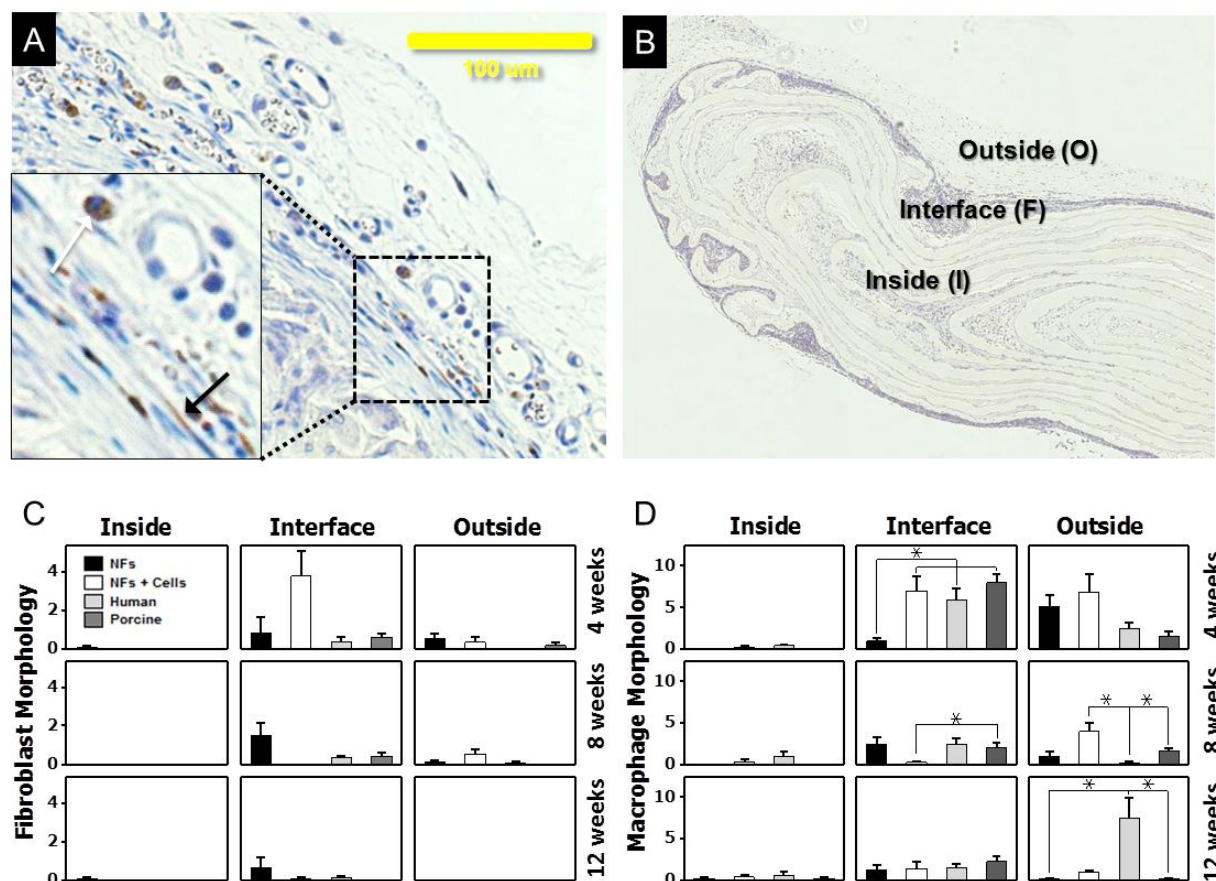 A
100 um
B
Outside (O)
Interface (F)
Inside (I)
C
Inside
Interface
Outside
Fibroblast Morphology
NFs
NFs + Cells
Human
Porcine
4
2
0
4 weeks
4
2
0
8 weeks
4
2
0
12 weeks
D
Inside
Interface
Outside
Macrophage Morphology
10
5
0
*
4 weeks
10
5
0
*
* *
8 weeks
10
5
0
* *
12 weeks